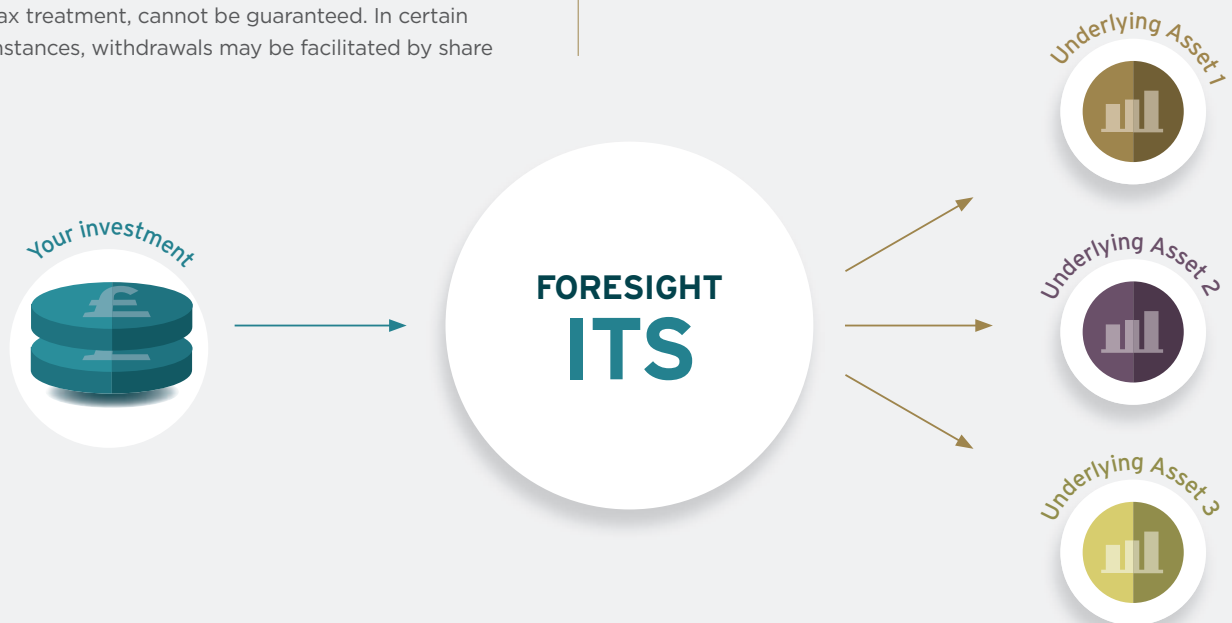 ax treatment, cannot be guaranteed. In certain
nstances, withdrawals may be facilitated by share
Your investment
£
FORESIGHT
ITS
Underlying Asset 1
Underlying Asset 2
Underlying Asset 3